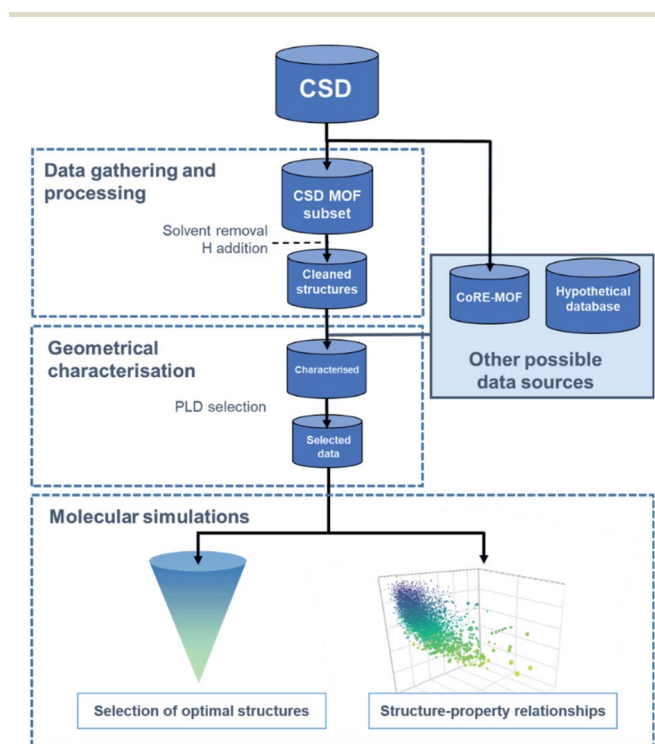 CSD
Data gathering and
processing
CSD MOF
subset
Solvent removal
H addition
Cleaned
structures
CoRE-MOF
Hypothetical
database
Other possible
data sources
Geometrical
characterisation
Characterised
PLD selection
Selected
data
Molecular simulations
Selection of optimal structures
Structure-property relationships